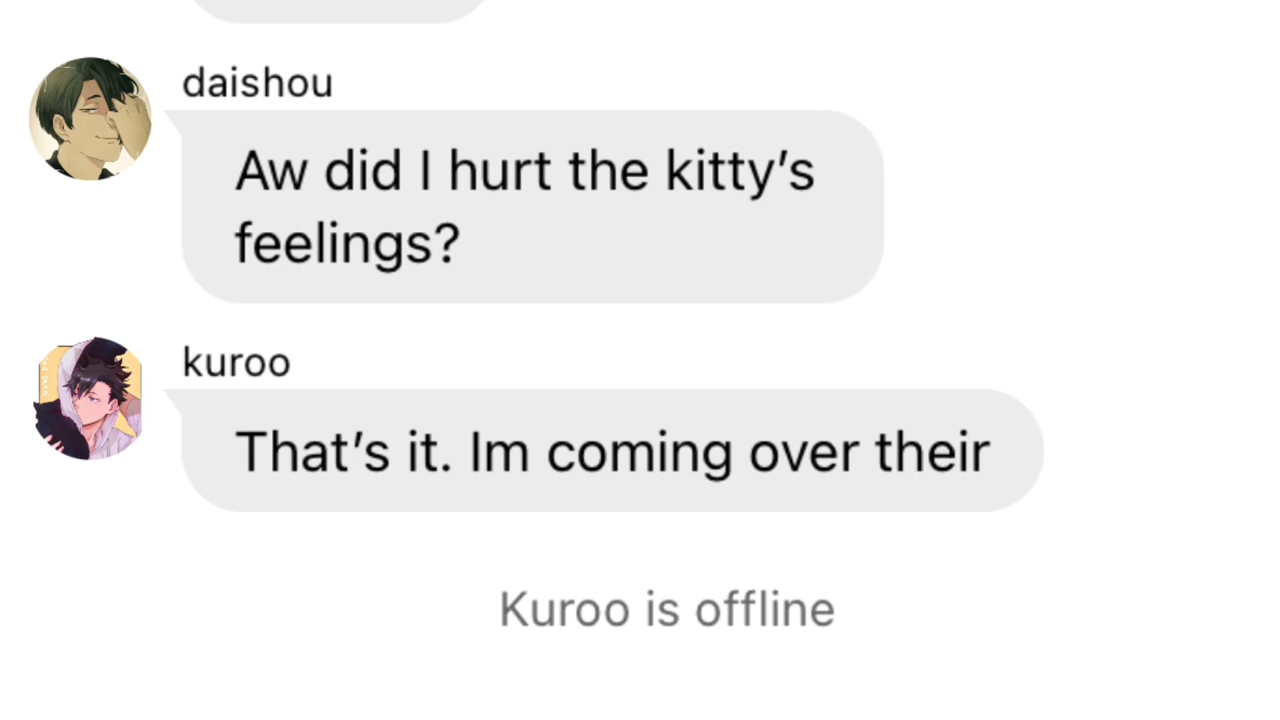 daishou
Aw did I hurt the kitty’s
feelings?
kuroo
That’s it. Im coming over their
Kuroo is offline